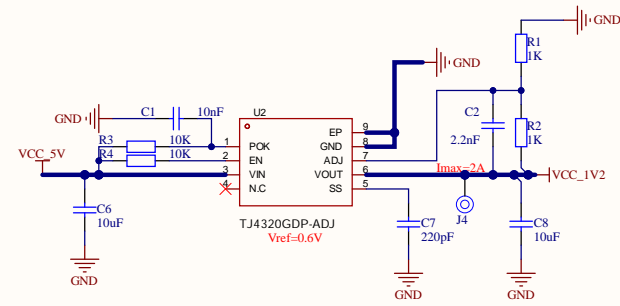 GND
R1
1K
GND
C1
10nF
U2
GND
R3
10K
R4
10K
1
POK
2
EN
3
VIN
4
N.C
EP
9
GND
8
ADJ
7
VOUT
6
SS
5
C2
2.2nF
R2
1K
VCC_5V
Imax=2A
VCC_1V2
C6
10uF
TJ4320GDP-ADJ
Vref=0.6V
J4
C7
220pF
C8
10uF
GND
GND
GND